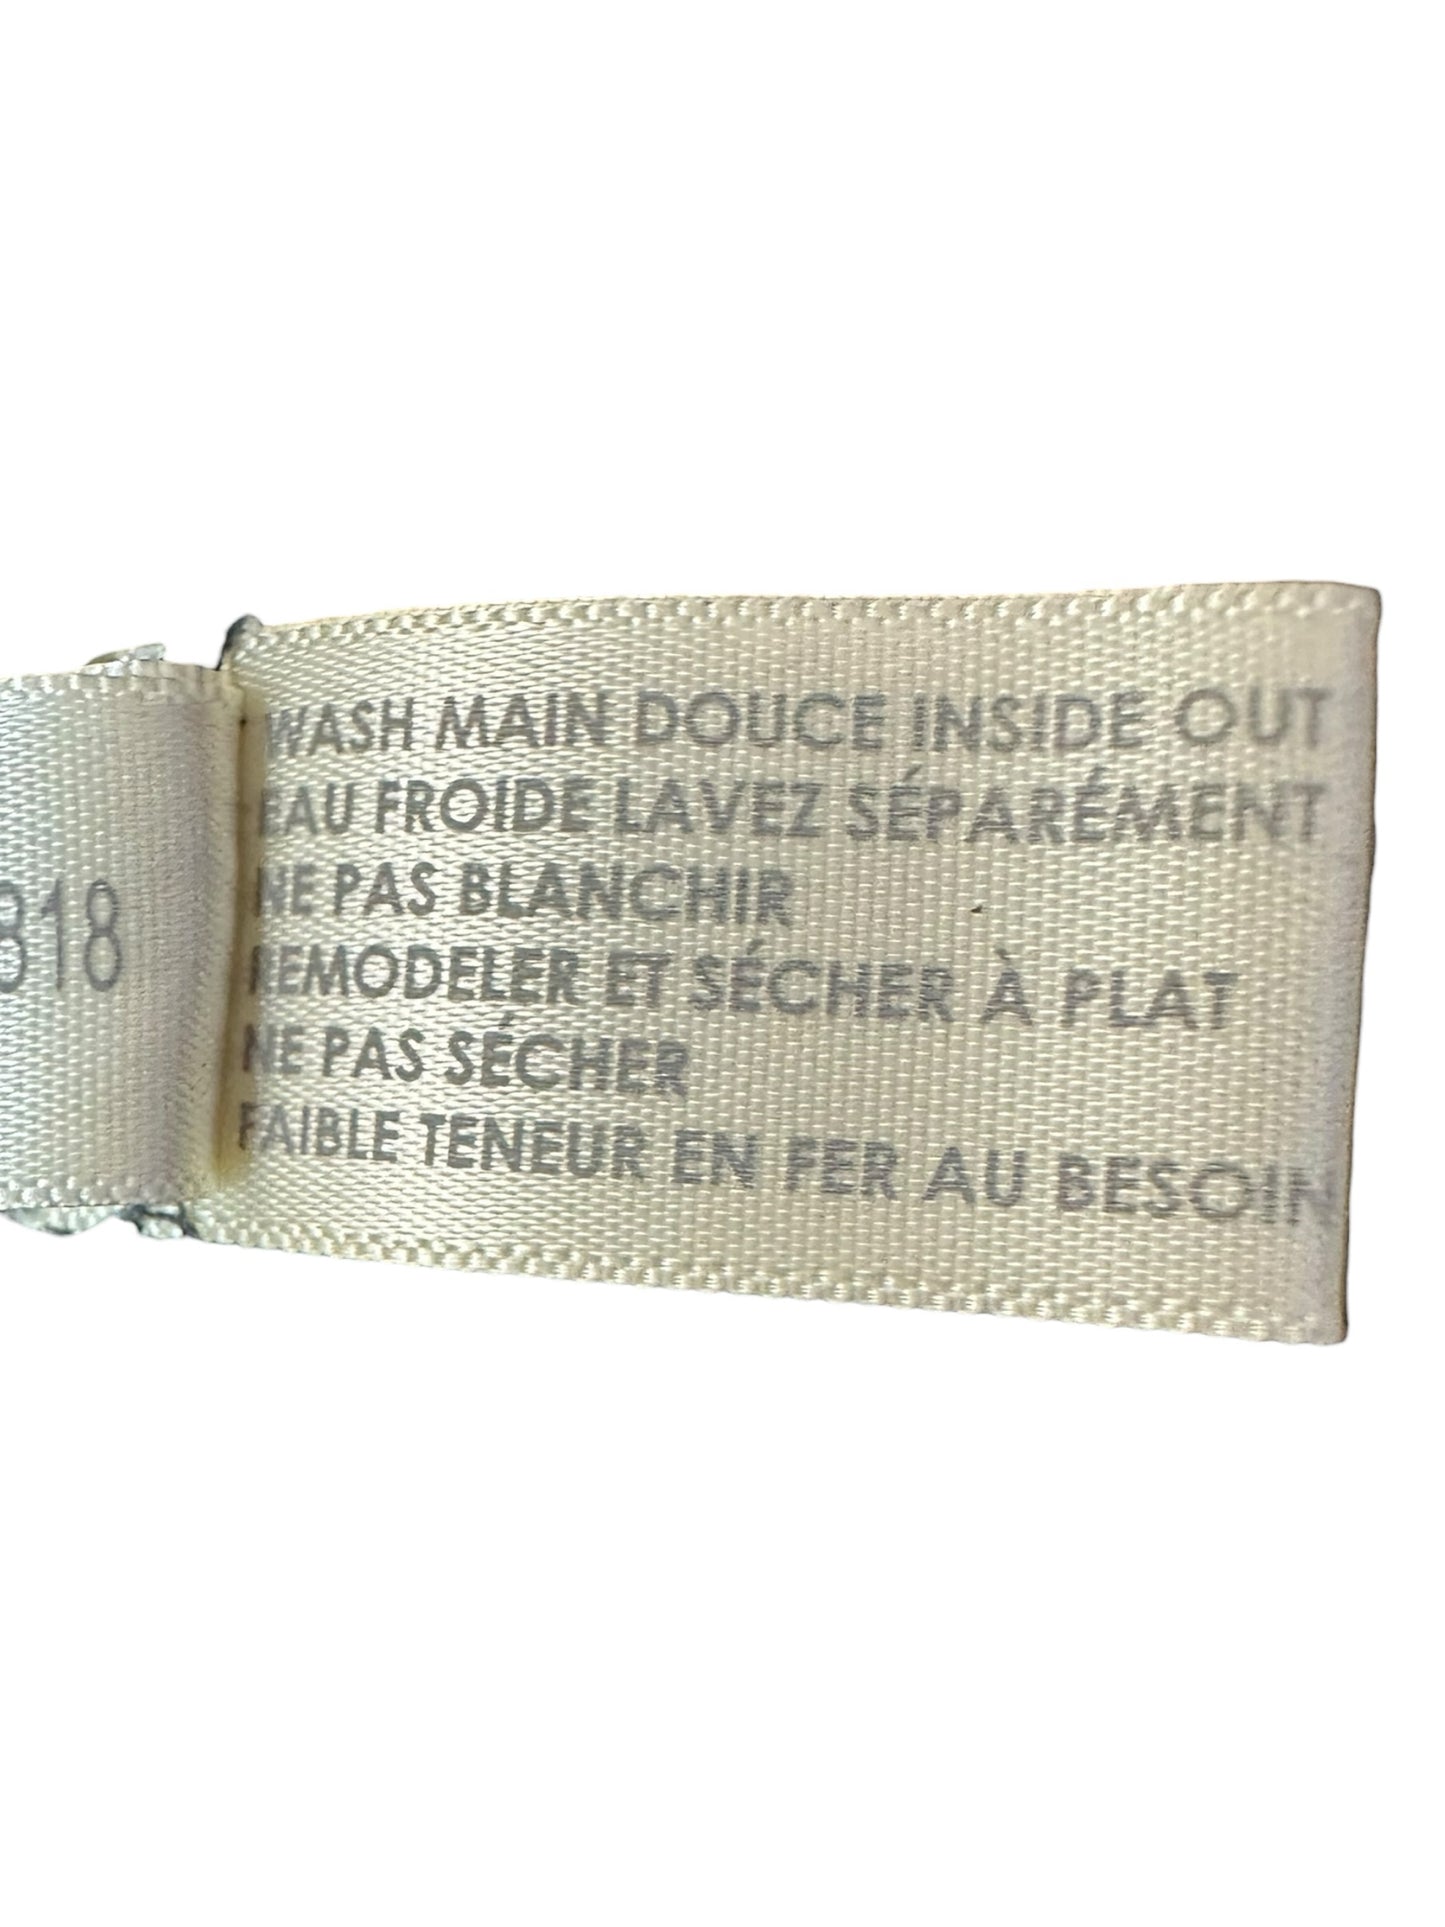 WASH MAIN DOUCE INSIDE OUT
EAU FROIDE LAVEZ SÉPARÉMENT
NE PAS BLANCHIR
REMODELER ET SÉCHER À PLAT
NE PAS SÉCHER
FAIBLE TENEUR EN FER AU BESOIN